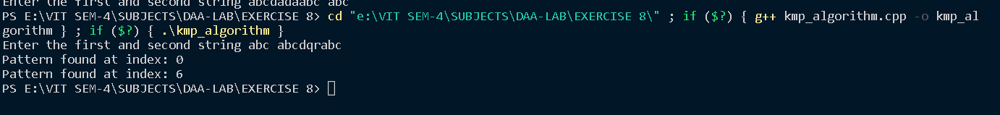 Enter the first and second string abcdadaabc abc
PS E:\VIT SEM-4\SUBJECTS\DAA-LAB\EXERCISE 8> cd "e:\VIT SEM-4\SUBJECTS\DAA-LAB\EXERCISE 8\" ; if ($?) { g++ kmp_algorithm.cpp -o kmp_al
gorithm } ; if ($?) { .\kmp_algorithm }
Enter the first and second string abc abcdqrabc
Pattern found at index: 0
Pattern found at index: 6
PS E:\VIT SEM-4\SUBJECTS\DAA-LAB\EXERCISE 8>